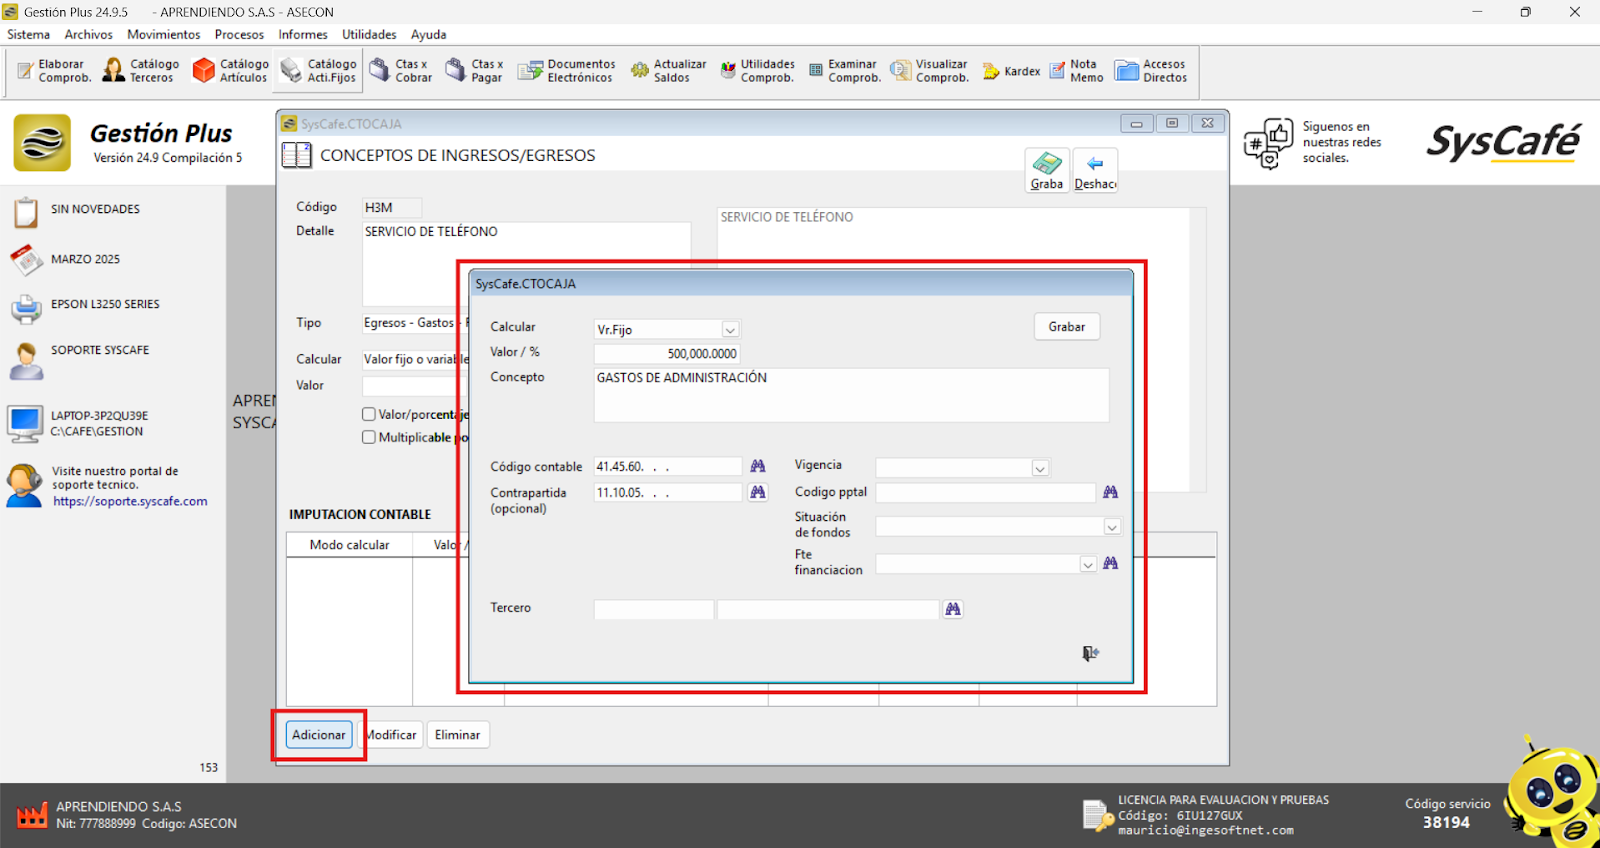 Gestión Plus 24.9.5 - APRENDIENDO S.A.S - ASECON
Sistema Archivos Movimientos Procesos Informes Utilidades Ayuda
Elaborar Comprob.
Catálogo Terceros
Catálogo Artículos
Catálogo Acti.Fijos
Ctas x Cobrar
Ctas x Pagar
Documentos Electrónicos
Actualizar Saldos
Utilidades Comprob.
Examinar Comprob.
Visualizar Comprob.
Kardex
Nota Memo
Accesos Directos
Gestión Plus
Versión 24.9 Compilación 5
SIN NOVEDADES
MARZO 2025
EPSON L3250 SERIES
SOPORTE SYSCAFE
LAPTOP-3P2QU39E
C:\CAFE\GESTION
Visite nuestro portal de
soporte tecnico.
https://soporte.syscafe.com
153
APREN
SYSCA
SysCafe.CTOCAJA
CONCEPTOS DE INGRESOS/EGRESOS
Graba Deshac
Código H3M
Detalle SERVICIO DE TELÉFONO
SERVICIO DE TELÉFONO
Tipo Egresos - Gastos -
Calcular Valor fijo o variable
Valor
Valor/porcentaje
Multiplicable po
IMPUTACION CONTABLE
Modo calcular Valor /
Adicionar Modificar Eliminar
SysCafe.CTOCAJA
Calcular Vr.Fijo Grabar
Valor / % 500,000.0000
Concepto GASTOS DE ADMINISTRACIÓN
Código contable 41.45.60. . .
Contrapartida 11.10.05. . .
(opcional)
Vigencia
Codigo pptal
Situación
de fondos
Fte
financiacion
Tercero
Siguenos en
nuestras redes
sociales.
SysCafé
APRENDIENDO S.A.S
Nit: 777888999 Codigo: ASECON
LICENCIA PARA EVALUACION Y PRUEBAS
Código: 6IU127GUX
mauricio@ingesoftnet.com
Código servicio
38194